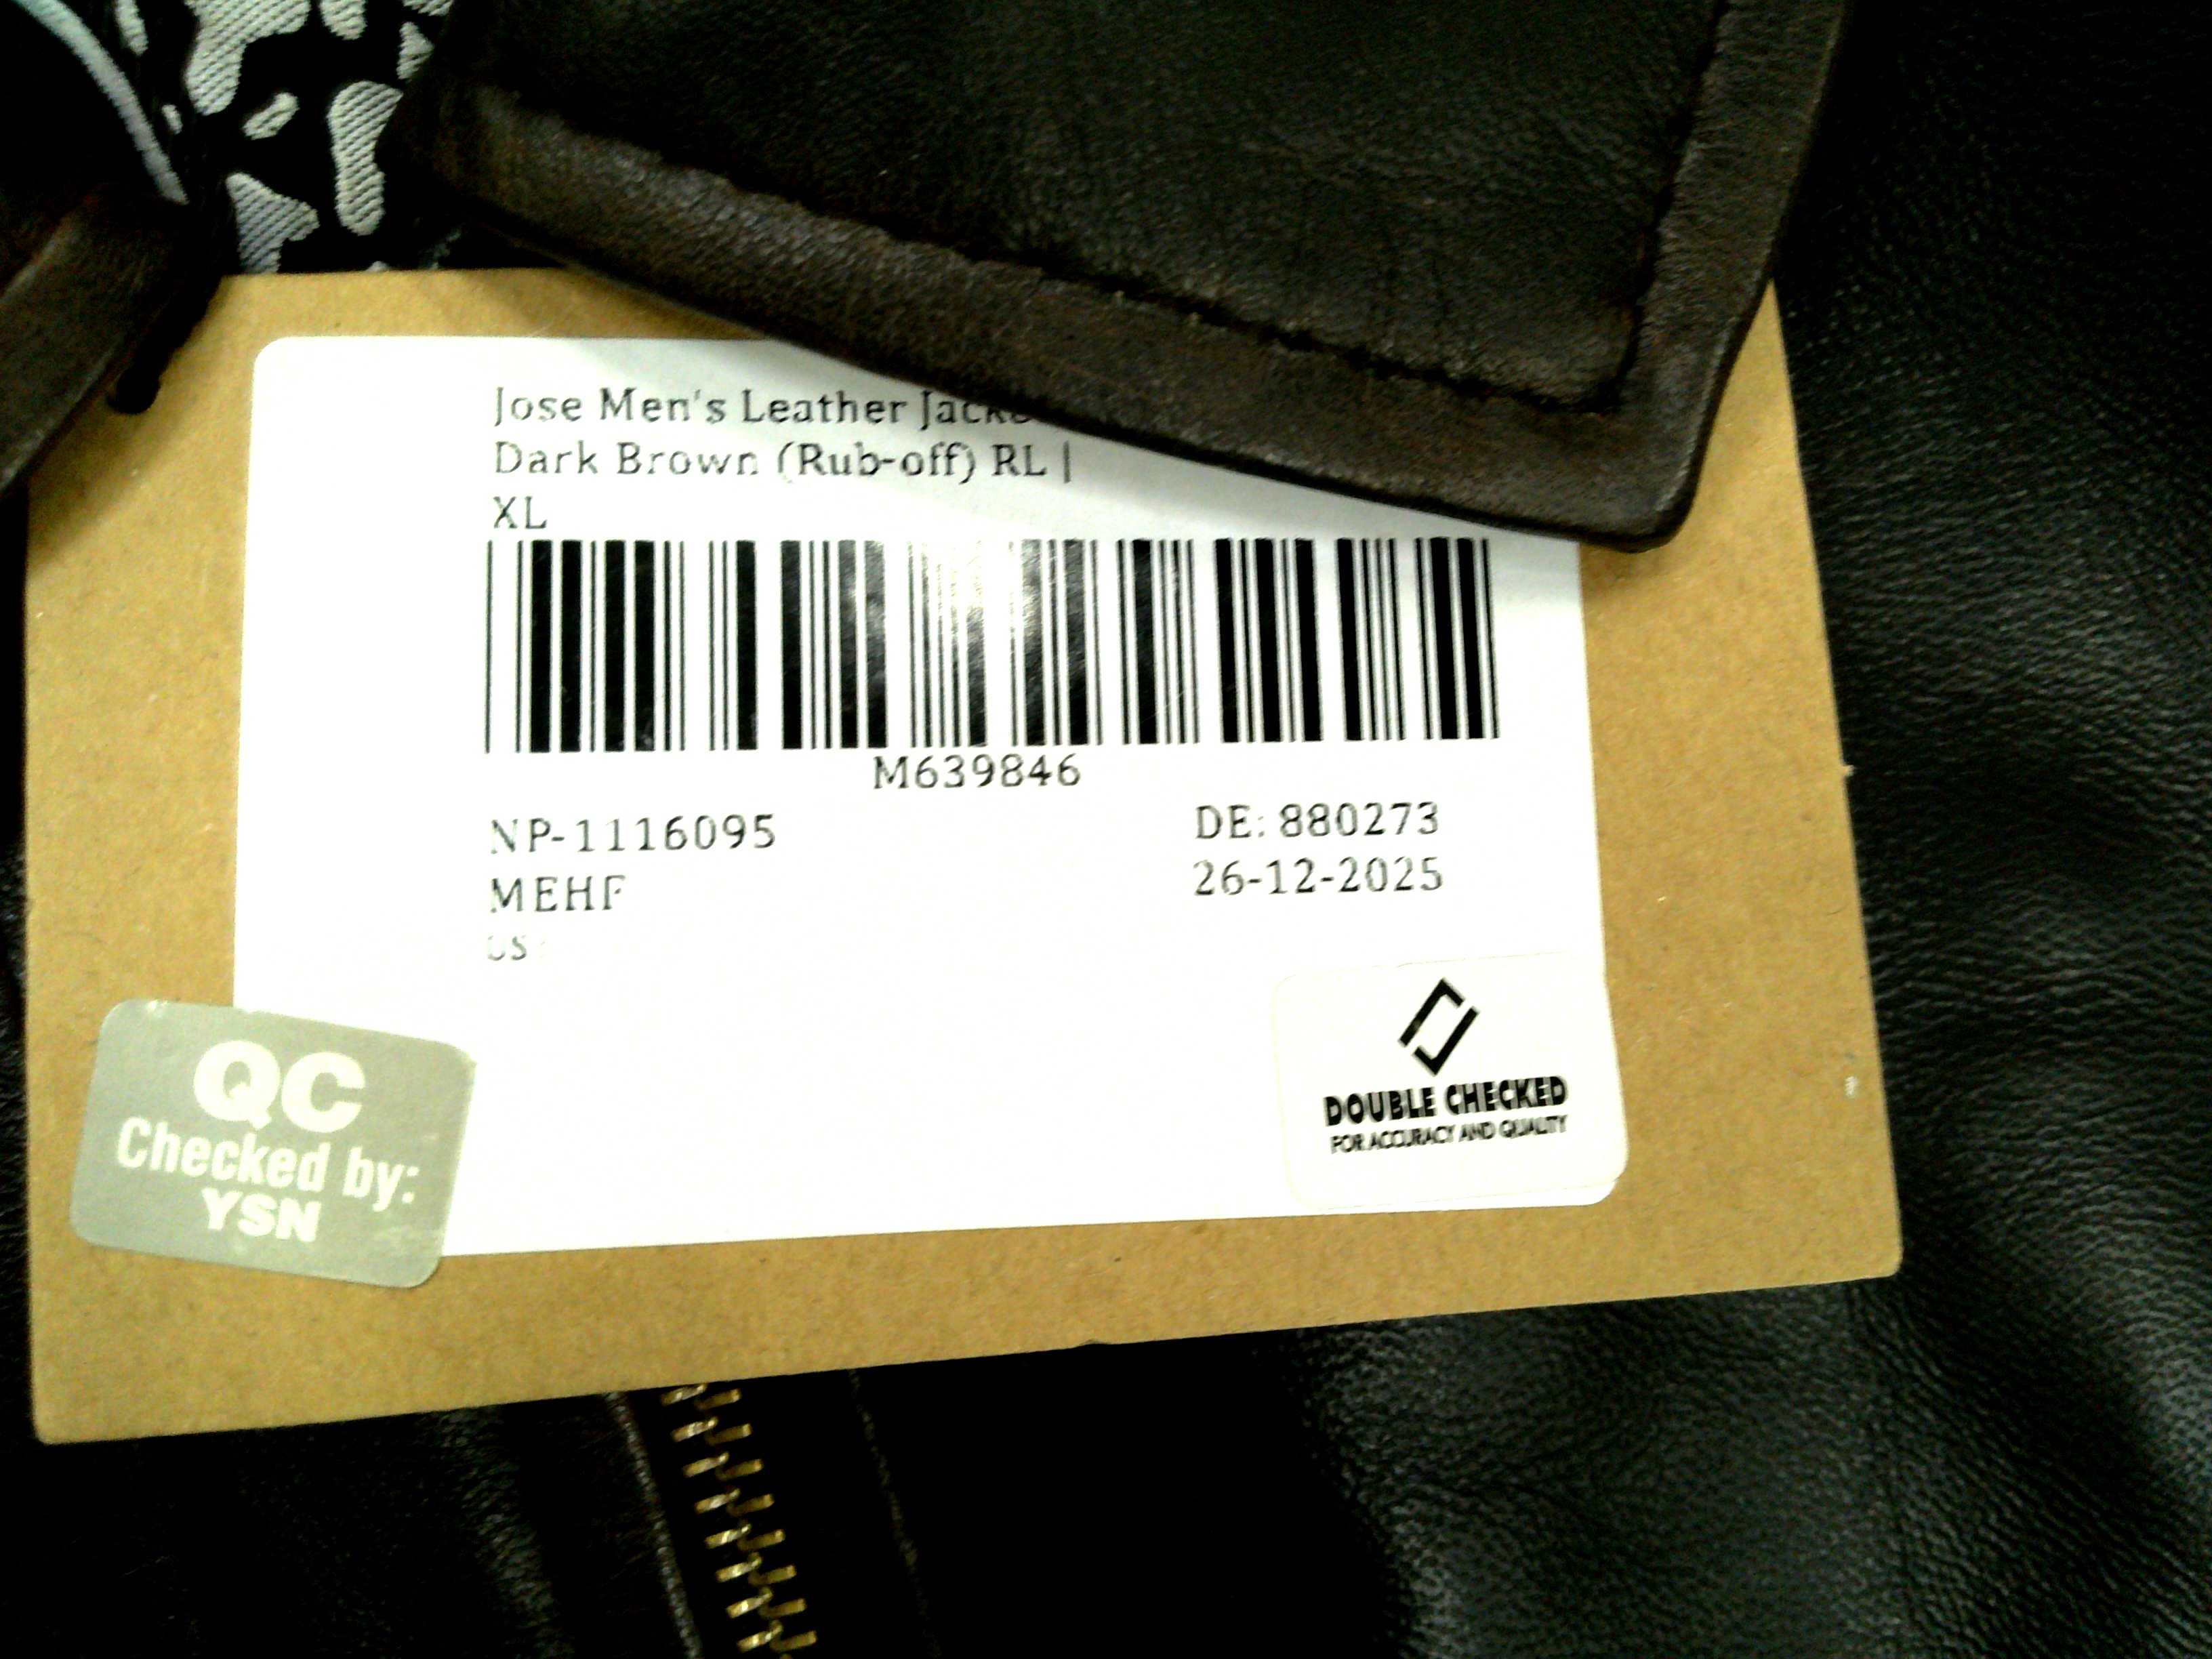 Jose Men's Leather
Dark Brown (Rub-off) RL |
XL
M639846
NP-1116095
DE: 880273
MEHF
26-12-2025
QC
Checked by:
YSN
DOUBLE CHECKED
FOR ACCURACY AND QUALITY